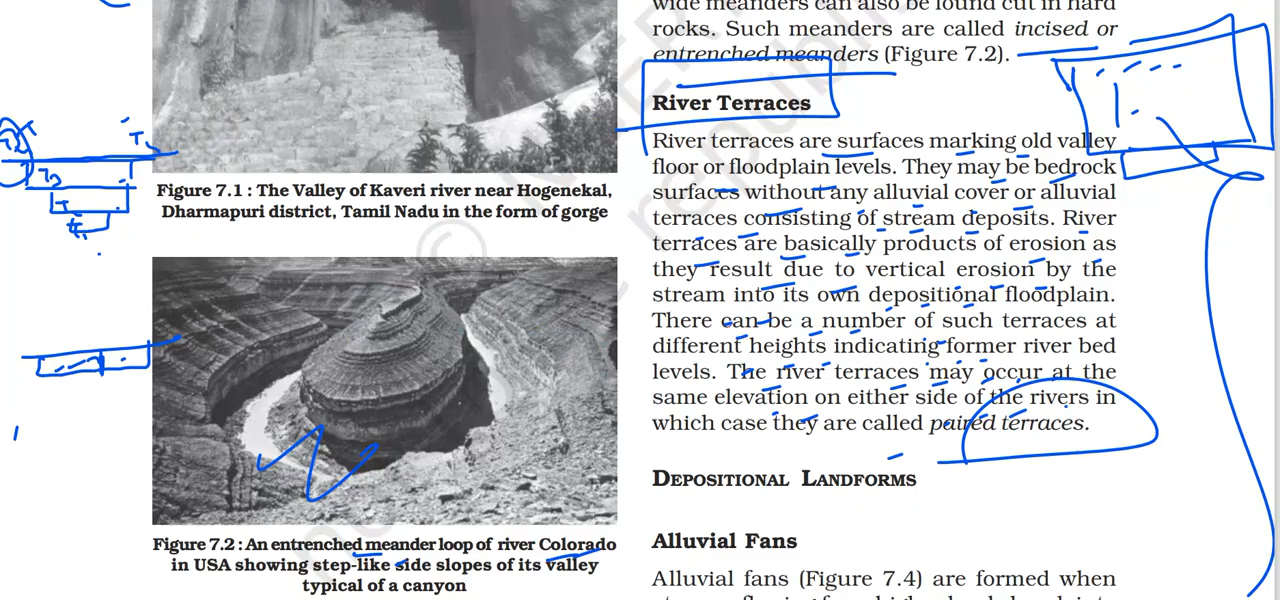 wide meanders can also be found cut in hard
rocks. Such meanders are called incised or
entrenched meanders (Figure 7.2).
River Terraces
River terraces are surfaces marking old valley
floor or floodplain levels. They may be bedrock
surfaces without any alluvial cover or alluvial
terraces consisting of stream deposits. River
terraces are basically products of erosion as
they result due to vertical erosion by the
stream into its own depositional floodplain.
There can be a number of such terraces at
different heights indicating former river bed
levels. The river terraces may occur at the
same elevation on either side of the rivers in
which case they are called paired terraces.
DEPOSITIONAL LANDFORMS
Alluvial Fans
Alluvial fans (Figure 7.4) are formed when
Figure 7.1 : The Valley of Kaveri river near Hogenekal,
Dharmapuri district, Tamil Nadu in the form of gorge
Figure 7.2 : An entrenched meander loop of river Colorado
in USA showing step-like side slopes of its valley
typical of a canyon